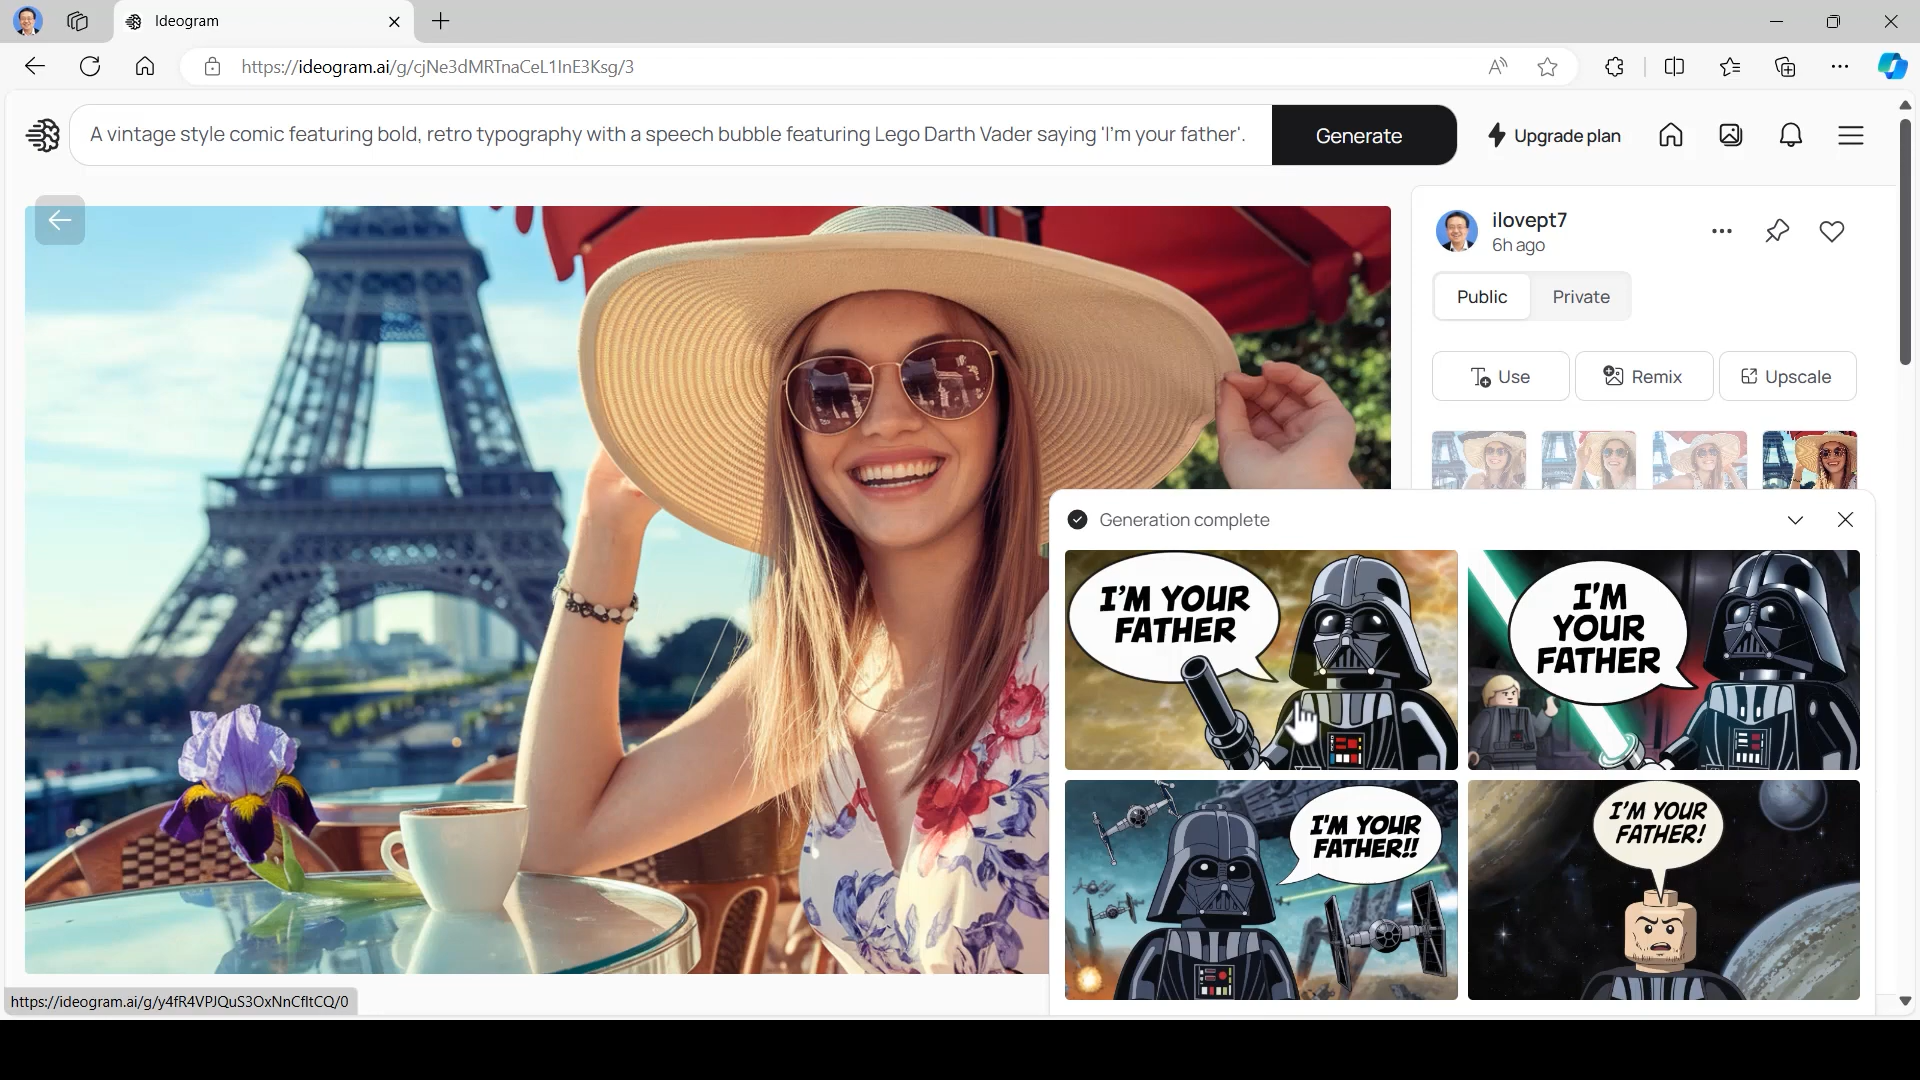 Ideogram
https://ideogram.ai/g/cjNe3dMRTnaCeL1lnE3Ksg/3
A vintage style comic featuring bold, retro typography with a speech bubble featuring Lego Darth Vader saying 'I'm your father'.
Generate
Upgrade plan
ilovept7
6h ago
Public
Private
Use
Remix
Upscale
Generation complete
I'M YOUR
FATHER
I'M
YOUR
FATHER
I'M YOUR
FATHER!!
I'M YOUR
FATHER!
https://ideogram.ai/g/y4fR4VPJQuS3OxNnCfltCQ/0